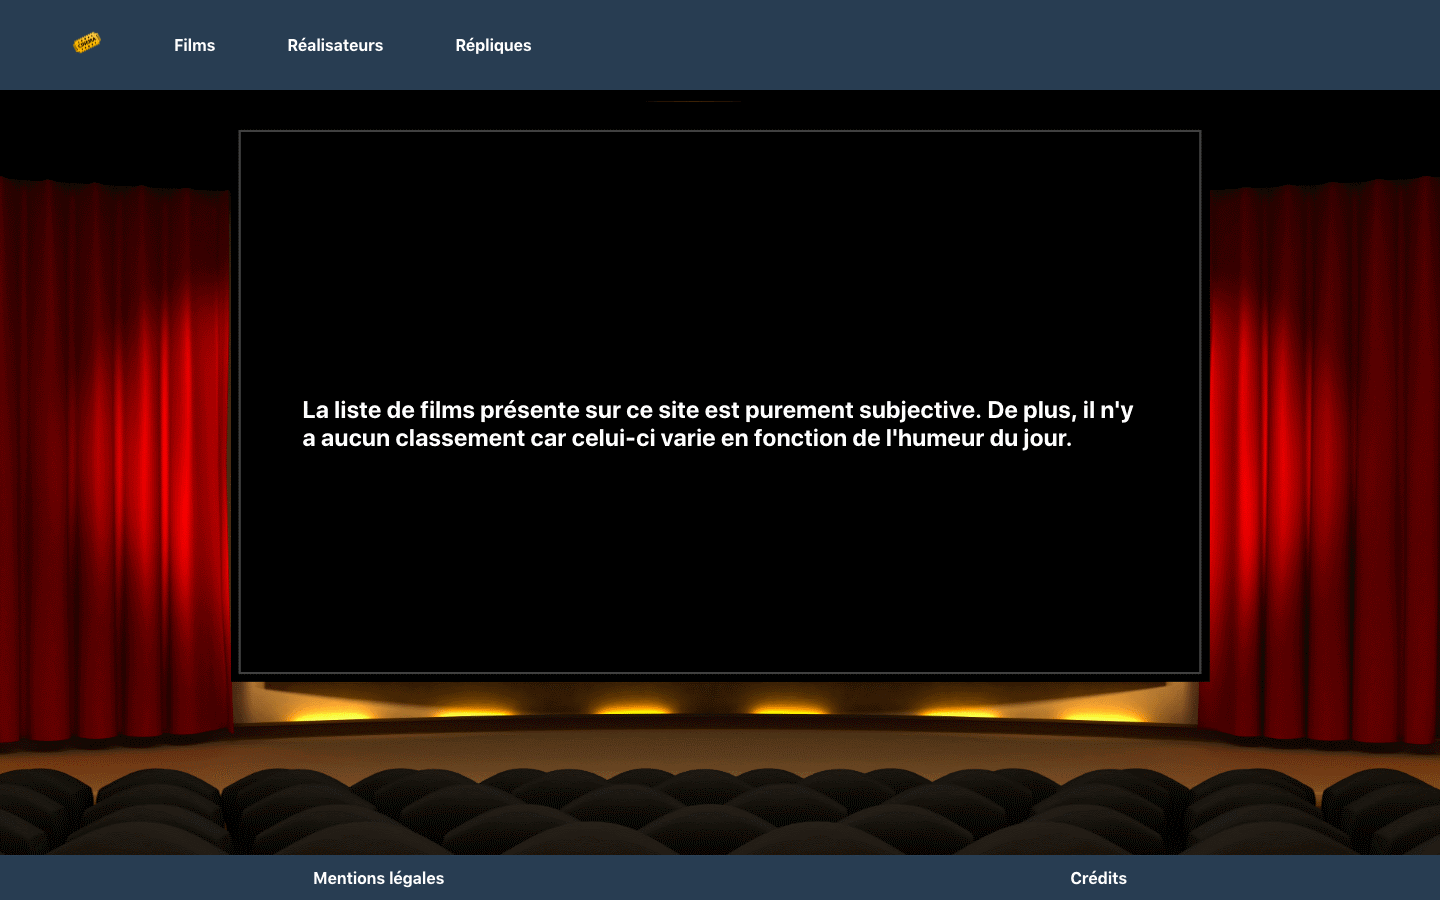 Films
Réalisateurs
Répliques
La liste de films présente sur ce site est purement subjective. De plus, il n'y
a aucun classement car celui-ci varie en fonction de l'humeur du jour.
Mentions légales
Crédits